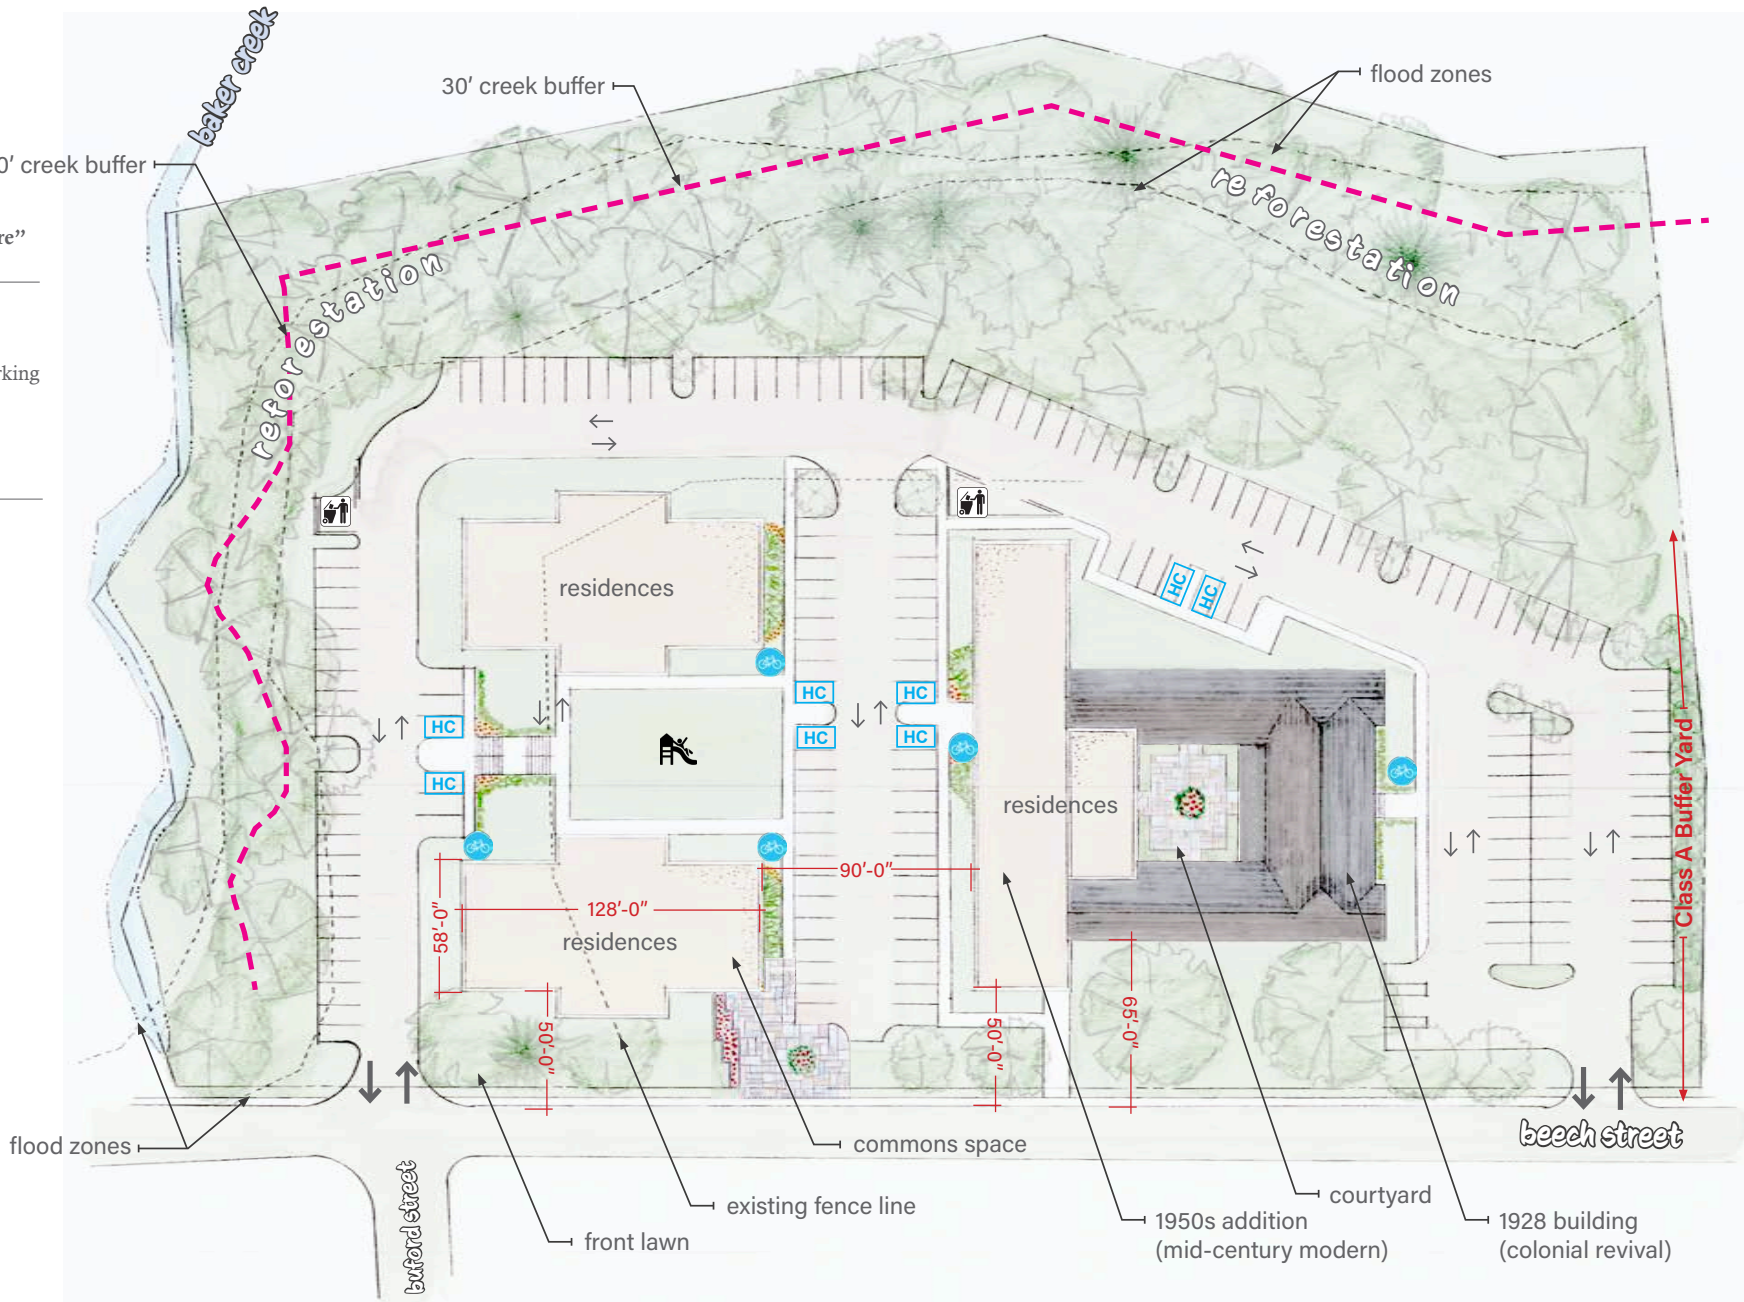 baker creek
30' creek buffer
flood zones
0' creek buffer
re”
rking
reforestation
reforestation
residences
HC
HC
HC
HC
HC
HC
HC
HC
residences
90'-0"
128'-0"
58'-0"
residences
50'-0"
50'-0"
65'-0"
Class A Buffer Yard
beech street
flood zones
commons space
existing fence line
front lawn
buford street
courtyard
1950s addition
(mid-century modern)
1928 building
(colonial revival)